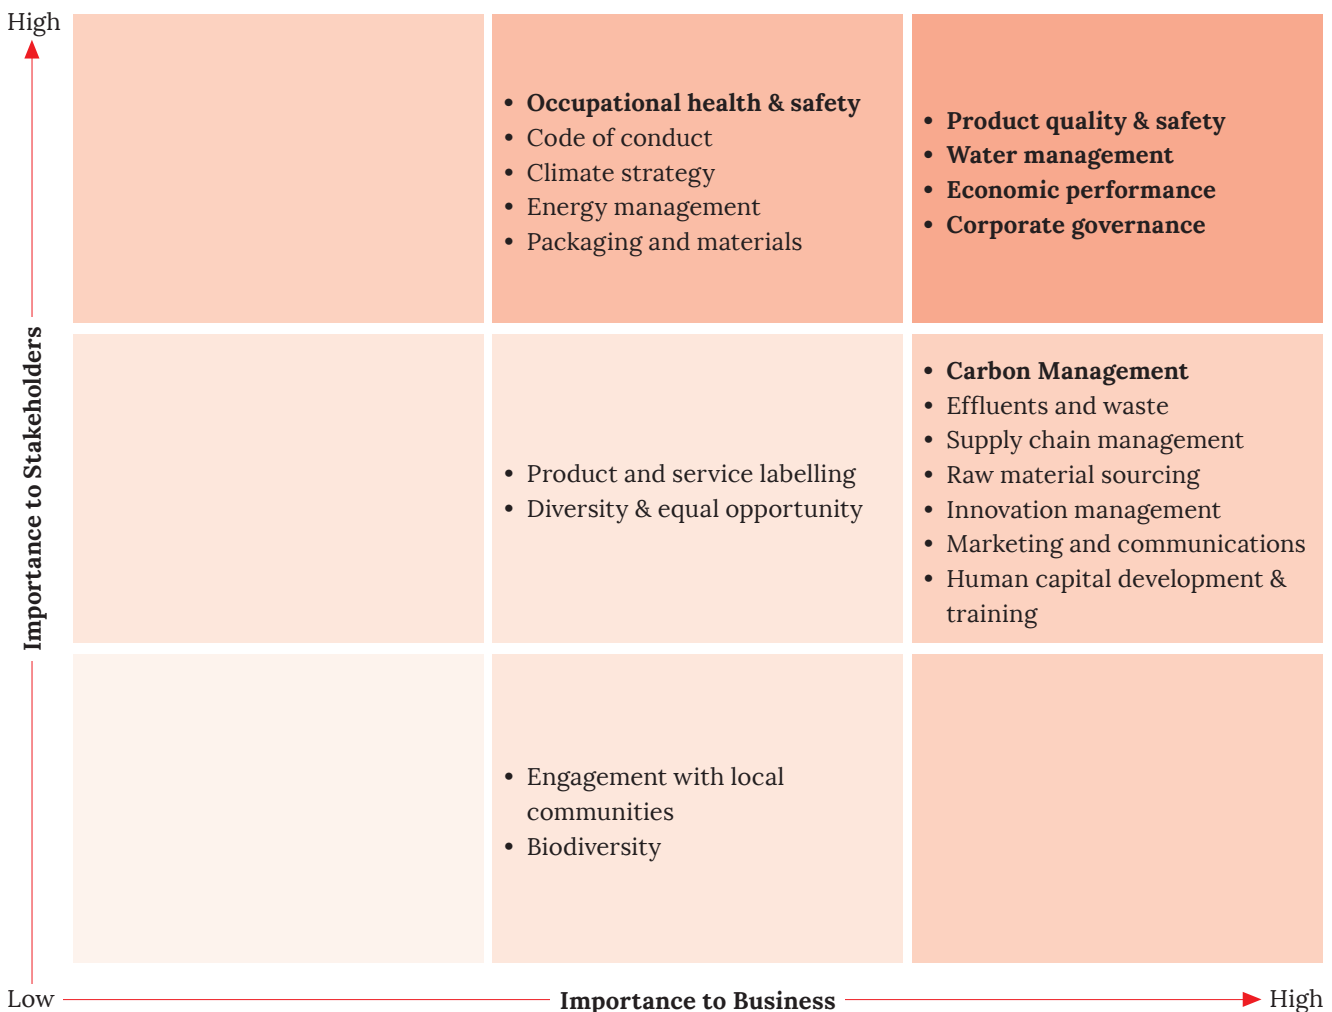 High
• Occupational health & safety
• Code of conduct
• Climate strategy
• Energy management
• Packaging and materials
• Product quality & safety
• Water management
• Economic performance
• Corporate governance
Importance to Stakeholders
• Product and service labelling
• Diversity & equal opportunity
• Carbon Management
• Effluents and waste
• Supply chain management
• Raw material sourcing
• Innovation management
• Marketing and communications
• Human capital development &
training
• Engagement with local
communities
• Biodiversity
Low
Importance to Business
High